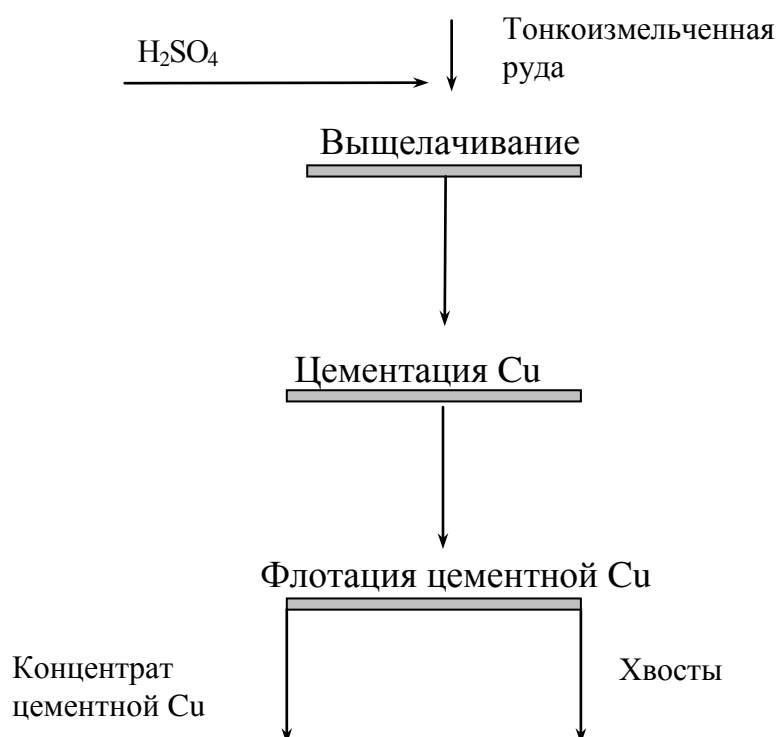 H₂SO₄
Тонкоизмельченная
руда
Выщелачивание
Цементация Cu
Флотация цементной Cu
Концентрат
цементной Cu
Хвосты